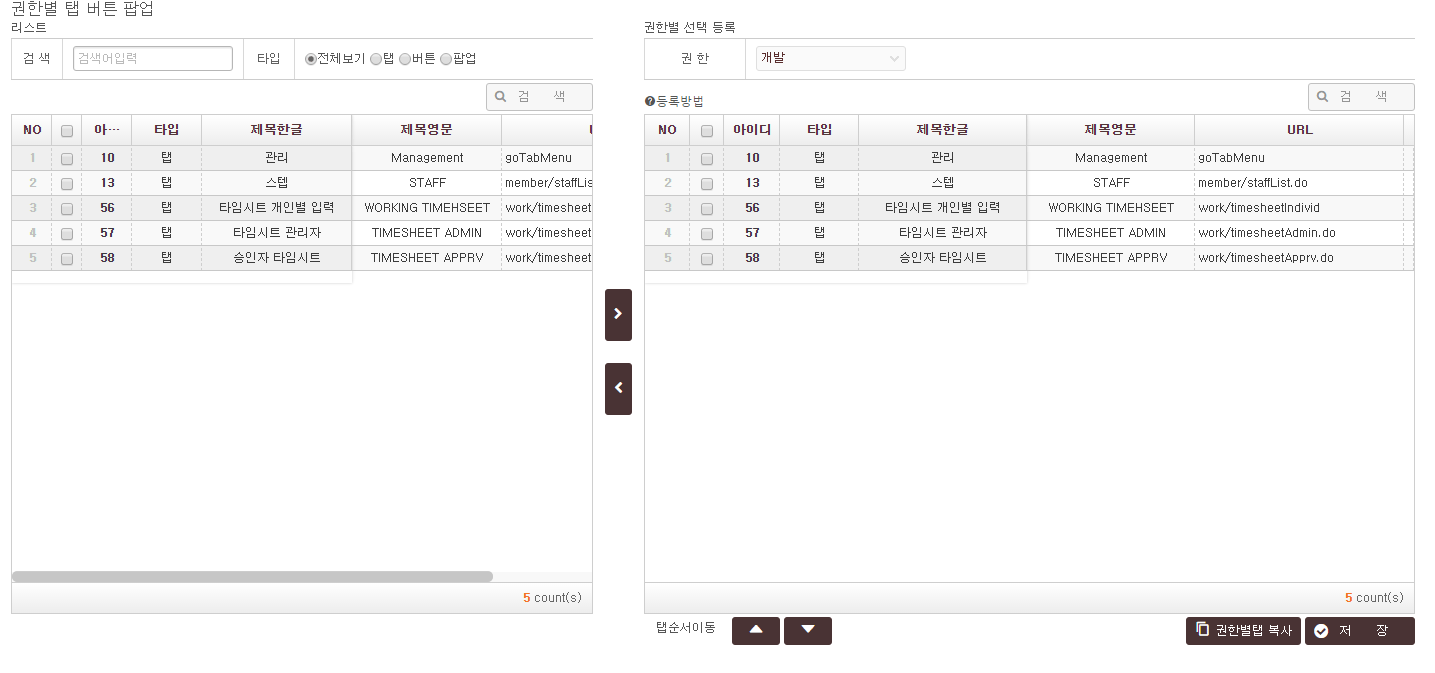 권한별 탭 버튼 팝업
리스트
검 색 검색어입력 타입 전체보기 탭 버튼 팝업
검 색
NO 아··· 타입 제목한글 제목영문
1 10 탭 관리 Management goTabMenu
2 13 탭 스텝 STAFF member/staffLis
3 56 탭 타임시트 개인별 입력 WORKING TIMEHSEET work/timesheet
4 57 탭 타임시트 관리자 TIMESHEET ADMIN work/timesheet
5 58 탭 승인자 타임시트 TIMESHEET APPRV work/timesheet
5 count(s)
권한별 선택 등록
권 한 개발
등록방법 검 색
NO 아이디 타입 제목한글 제목영문 URL
1 10 탭 관리 Management goTabMenu
2 13 탭 스텝 STAFF member/staffList.do
3 56 탭 타임시트 개인별 입력 WORKING TIMEHSEET work/timesheetIndivid
4 57 탭 타임시트 관리자 TIMESHEET ADMIN work/timesheetAdmin.do
5 58 탭 승인자 타임시트 TIMESHEET APPRV work/timesheetApprv.do
5 count(s)
탭순서이동 권한별탭 복사 저 장